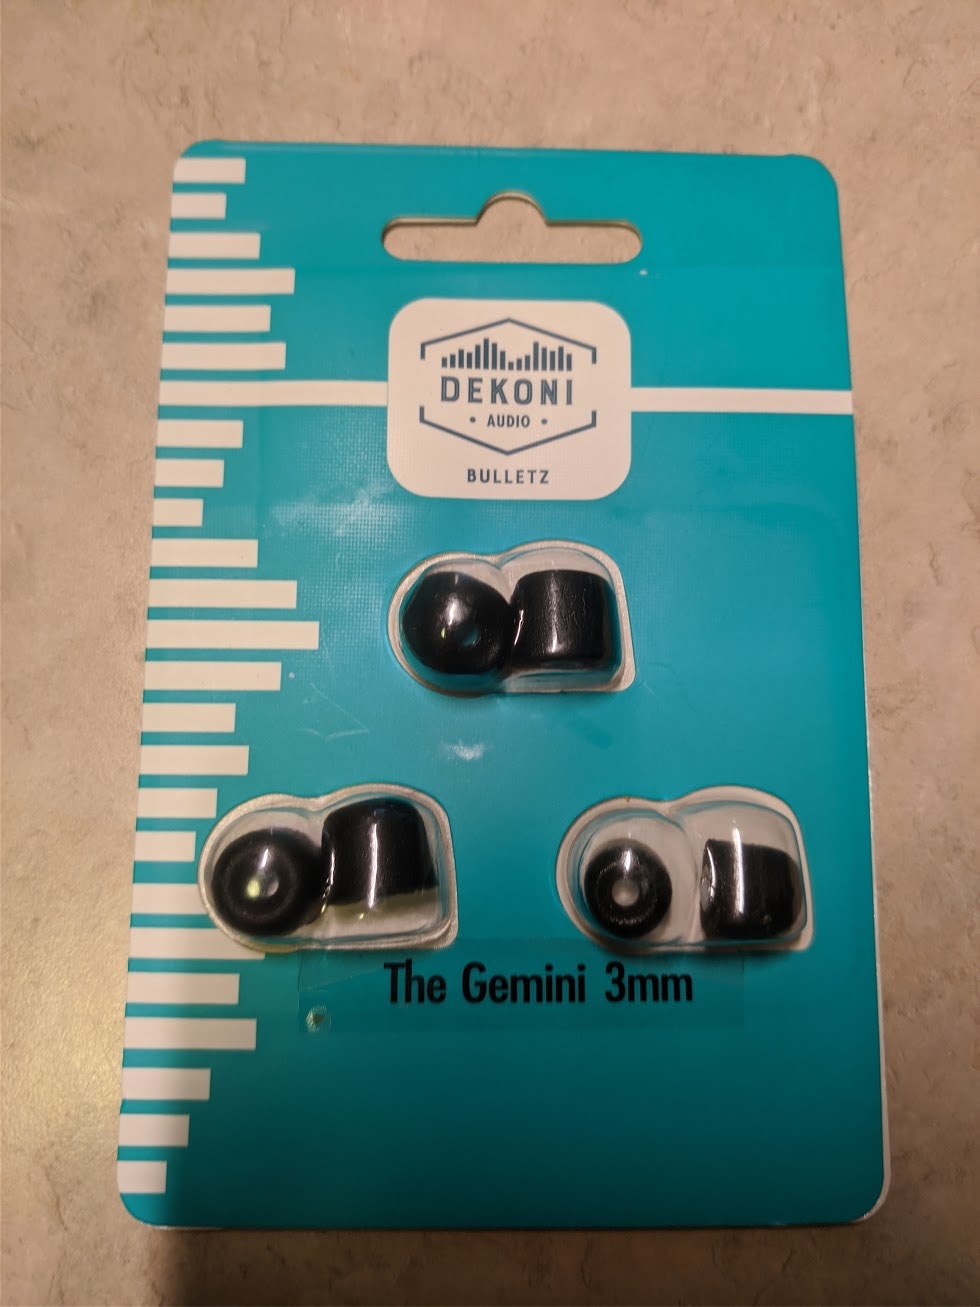 DEKONI
• AUDIO •
BULLETZ
The Gemini 3mm